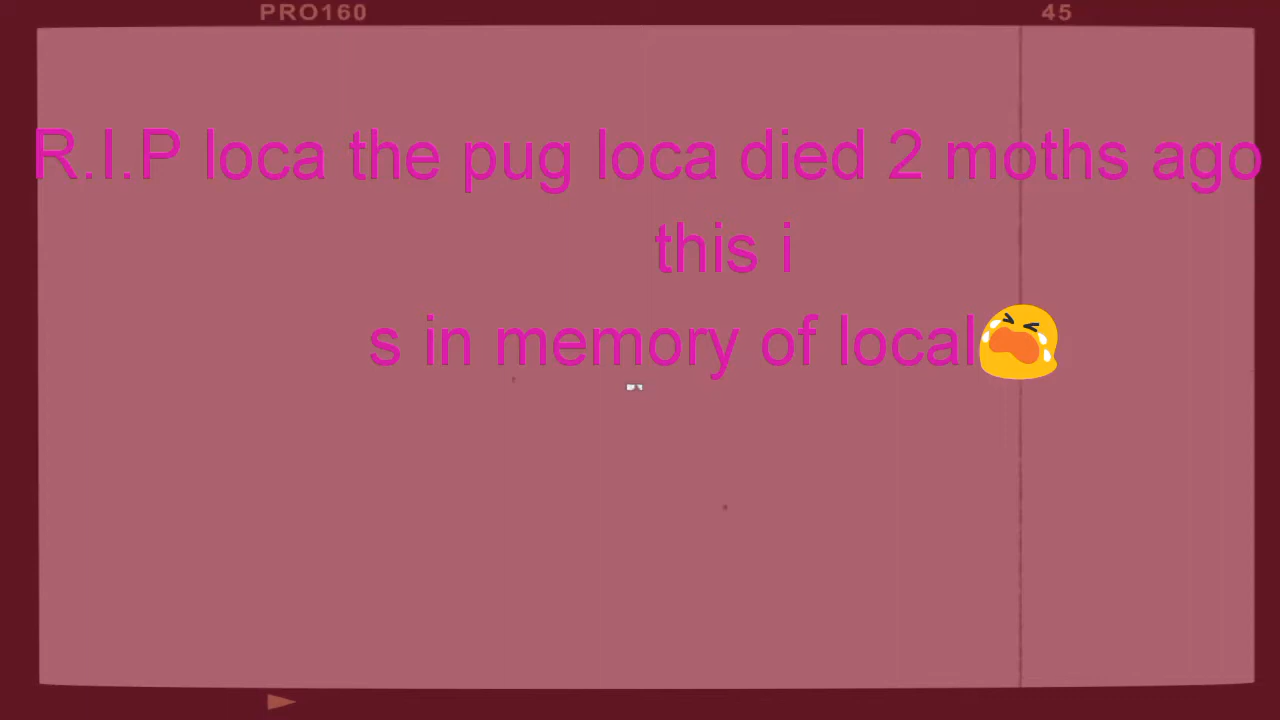 PRO160 45
R.I.P loca the pug loca died 2 moths ago
this i
s in memory of local